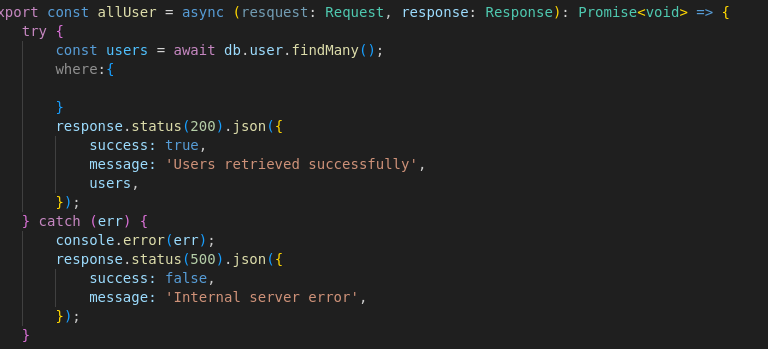 xport const allUser = async (resquest: Request, response: Response): Promise<void> => {
try {
const users = await db.user.findMany();
where:{
}
response.status(200).json({
success: true,
message: 'Users retrieved successfully',
users,
});
} catch (err) {
console.error(err);
response.status(500).json({
success: false,
message: 'Internal server error',
});
}